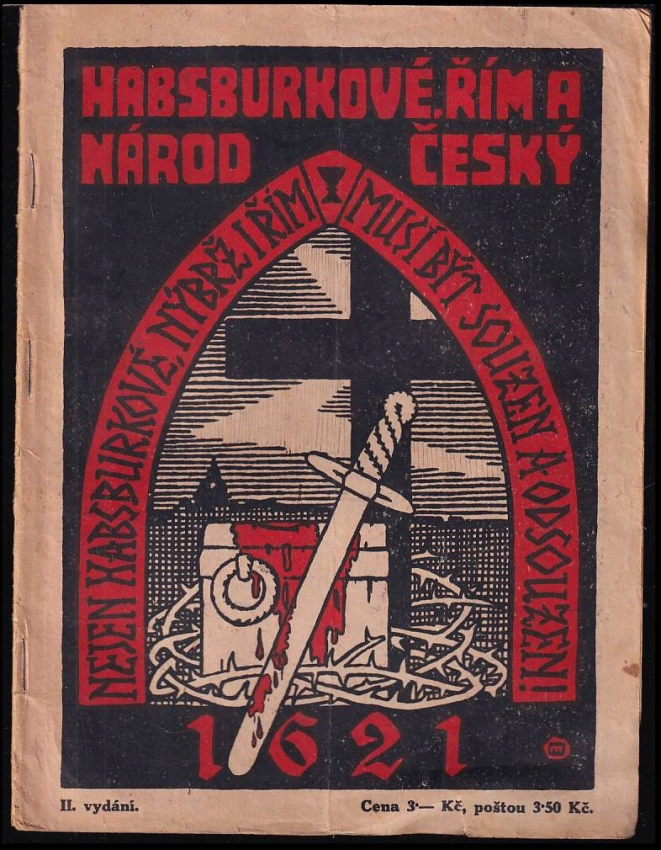 HABSBURKOVÉ, ŘÍM A
NÁROD ČESKÝ
NEJEN HABSBURKOVÉ, NÝBRŽ I ŘÍM
MUSÍ BÝT SOUZEN A ODSOUZEN!
1621
II. vydání.
Cena 3·— Kč, poštou 3·50 Kč.